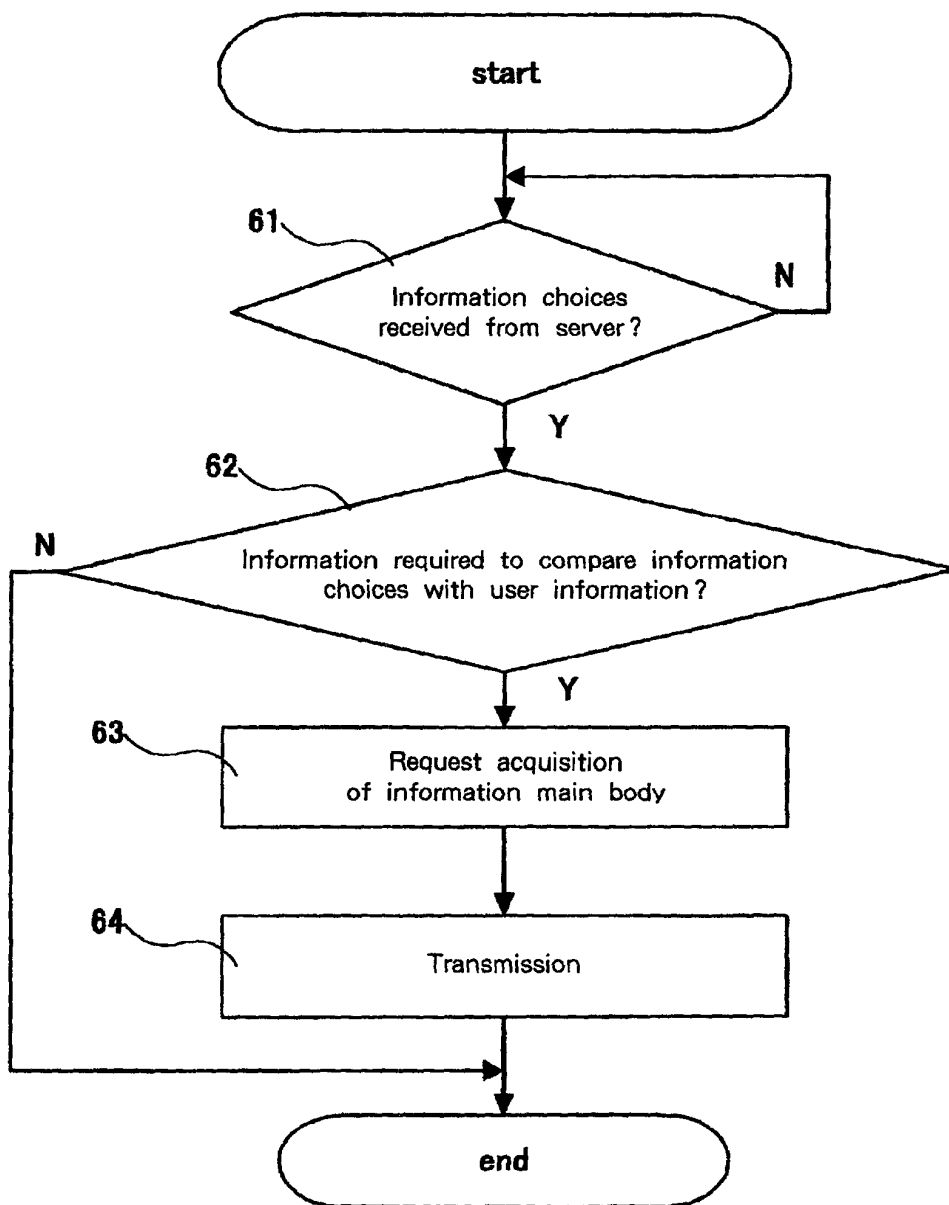 start
61
N
Information choices
received from server?
Y
62
N
Information required to compare information
choices with user information?
Y
63
Request acquisition
of information main body
64
Transmission
end